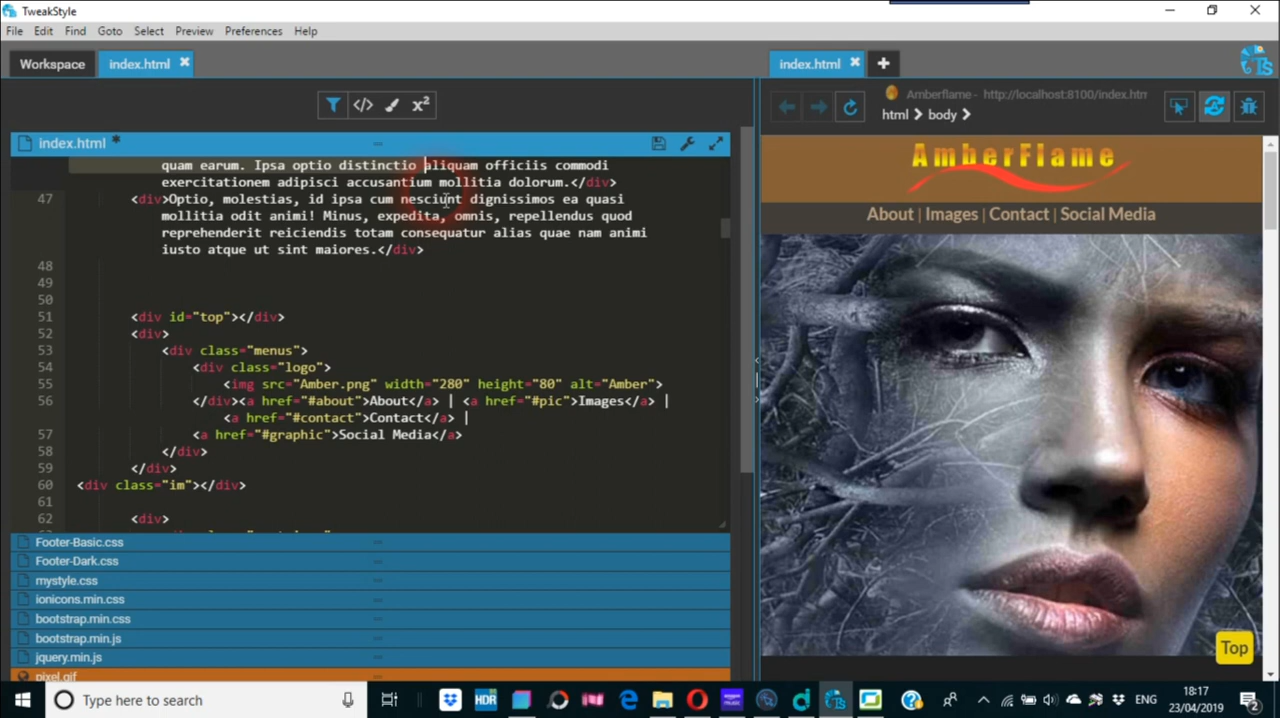 TweakStyle
File Edit Find Goto Select Preview Preferences Help
Workspace index.html
index.html
Ts
</> x²
Amberflame - http://localhost:8100/index.htm
html body
index.html *
AmberFlame
About | Images | Contact | Social Media
quam earum. Ipsa optio distinctio aliquam officiis commodi
exercitationem adipisci accusantium mollitia dolorum.</div>
47 <div>Optio, molestias, id ipsa cum nesciunt dignissimos ea quasi
mollitia odit animi! Minus, expedita, omnis, repellendus quod
reprehenderit reiciendis totam consequatur alias quae nam animi
iusto atque ut sint maiores.</div>
48
49
50
51 <div id="top"></div>
52 <div>
53 <div class="menus">
54 <div class="logo">
55 <img src="Amber.png" width="280" height="80" alt="Amber">
56 </div><a href="#about">About</a> | <a href="#pic">Images</a> |
<a href="#contact">Contact</a> |
57 <a href="#graphic">Social Media</a>
58 </div>
59 </div>
60 <div class="im"></div>
61
62 <div>
Footer-Basic.css
Footer-Dark.css
mystyle.css
ionicons.min.css
bootstrap.min.css
bootstrap.min.js
jquery.min.js
pixel.gif
Top
Type here to search
HDR
ENG
18:17
23/04/2019
2